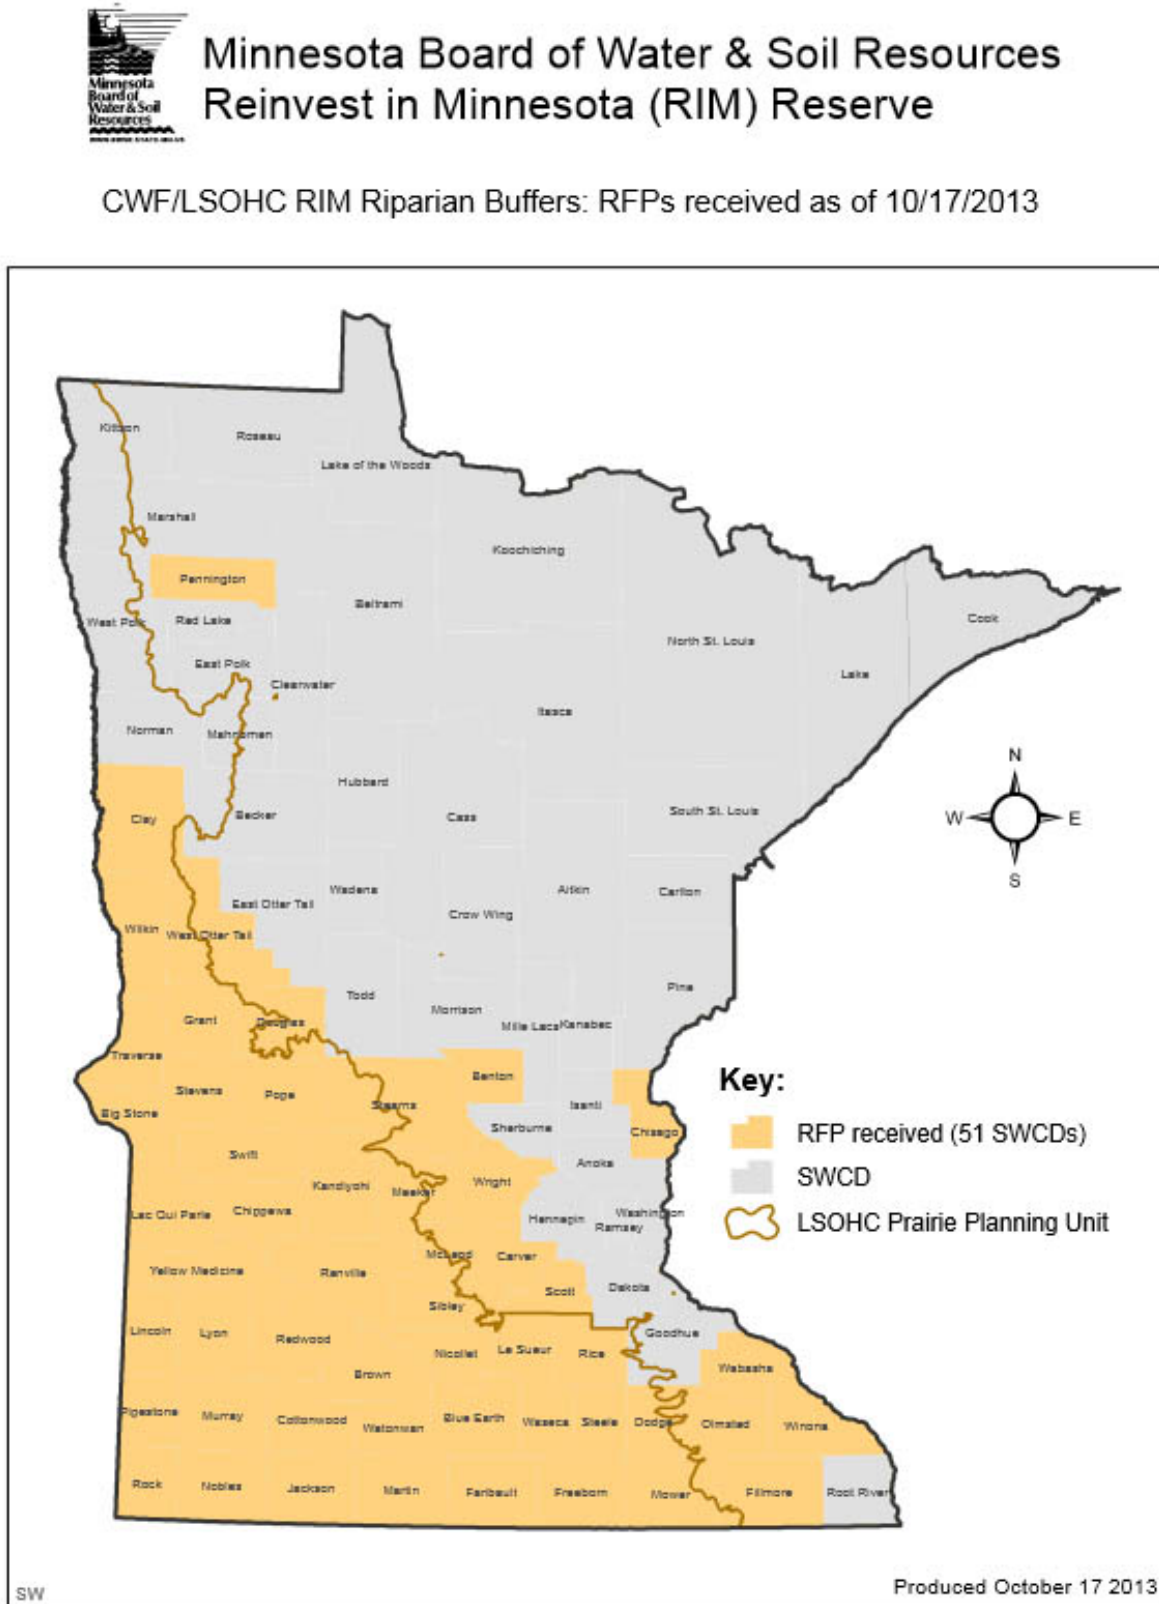 Minnesota
Board of
Water & Soil
Resources
Minnesota Board of Water & Soil Resources
Reinvest in Minnesota (RIM) Reserve
CWF/LSOHC RIM Riparian Buffers: RFPs received as of 10/17/2013
Kittson
Roseau
Lake of the Woods
Marshall
Koochiching
Pennington
Beltrami
West Polk
Red Lake
Cook
North St. Louis
East Polk
Lake
Clearwater
Itasca
Norman
Mahnomen
Hubbard
Becker
Clay
Cass
South St. Louis
N
W
E
S
Wadena
Aitkin
Carlton
East Otter Tail
Crow Wing
Wilkin
West Otter Tail
Pine
Todd
Morrison
Grant
Douglas
Mille Lacs
Kanabec
Traverse
Benton
Stevens
Pope
Stearns
Isanti
Big Stone
Sherburne
Chisago
Swift
Anoka
Kandiyohi
Meeker
Wright
Lac Qui Parle
Chippewa
Hennepin
Washington
Ramsey
McLeod
Carver
Yellow Medicine
Renville
Scott
Dakota
Sibley
Lincoln
Lyon
Redwood
Goodhue
Nicollet
Le Sueur
Rice
Brown
Wabasha
Pipestone
Murray
Cottonwood
Watonwan
Blue Earth
Waseca
Steele
Dodge
Olmsted
Winona
Rock
Nobles
Jackson
Martin
Faribault
Freeborn
Mower
Fillmore
Root River
Key:
RFP received (51 SWCDs)
SWCD
LSOHC Prairie Planning Unit
SW
Produced October 17 2013